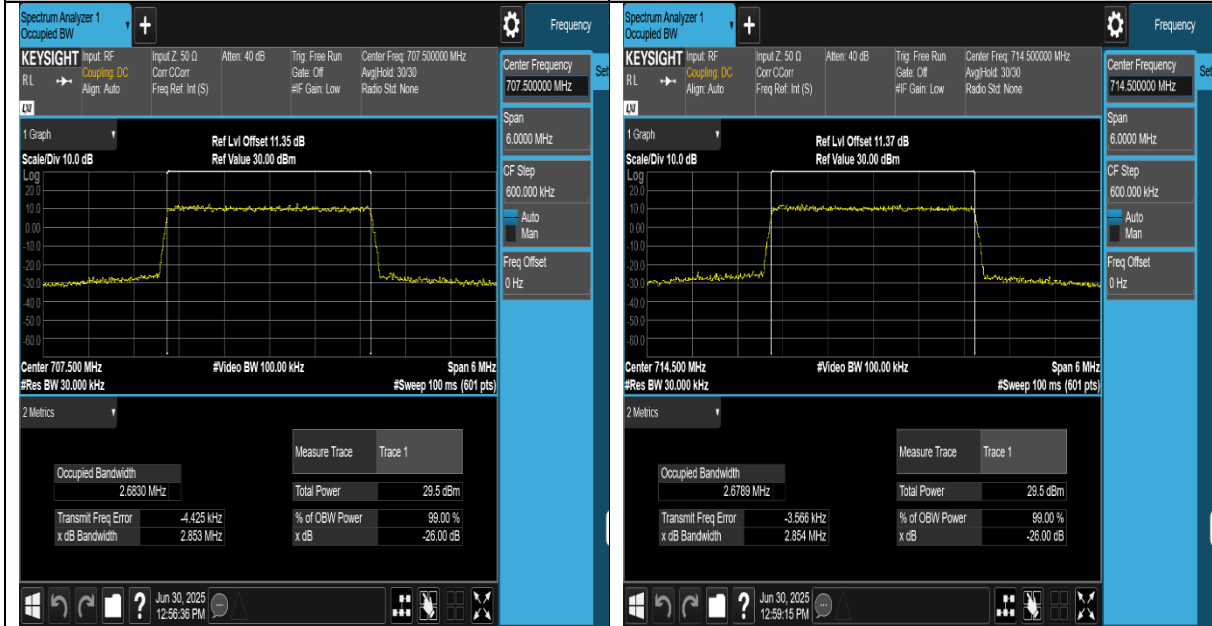 Spectrum Analyzer 1
Occupied BW
+
Frequency
KEYSIGHT Input: RF Input Z: 50 Ω Atten: 40 dB Trig: Free Run Center Freq: 707.500000 MHz
RL Coupling: DC Corr CCorr Gate: Off Avg|Hold: 30/30
Align: Auto Freq Ref: Int (S) #IF Gain: Low Radio Std: None
LXI
Center Frequency
707.500000 MHz
Set
Span
6.0000 MHz
CF Step
600.000 kHz
Auto
Man
Freq Offset
0 Hz
1 Graph
Ref Lvl Offset 11.35 dB
Scale/Div 10.0 dB Ref Value 30.00 dBm
Log
20.0
10.0
0.00
-10.0
-20.0
-30.0
-40.0
-50.0
-60.0
Center 707.500 MHz #Video BW 100.00 kHz Span 6 MHz
#Res BW 30.000 kHz #Sweep 100 ms (601 pts)
2 Metrics
Measure Trace Trace 1
Occupied Bandwidth
2.6830 MHz
Total Power 29.5 dBm
Transmit Freq Error -4.425 kHz % of OBW Power 99.00 %
x dB Bandwidth 2.853 MHz x dB -26.00 dB
? Jun 30, 2025
12:56:36 PM
Spectrum Analyzer 1
Occupied BW
+
Frequency
KEYSIGHT Input: RF Input Z: 50 Ω Atten: 40 dB Trig: Free Run Center Freq: 714.500000 MHz
RL Coupling: DC Corr CCorr Gate: Off Avg|Hold: 30/30
Align: Auto Freq Ref: Int (S) #IF Gain: Low Radio Std: None
LXI
Center Frequency
714.500000 MHz
Set
Span
6.0000 MHz
CF Step
600.000 kHz
Auto
Man
Freq Offset
0 Hz
1 Graph
Ref Lvl Offset 11.37 dB
Scale/Div 10.0 dB Ref Value 30.00 dBm
Log
20.0
10.0
0.00
-10.0
-20.0
-30.0
-40.0
-50.0
-60.0
Center 714.500 MHz #Video BW 100.00 kHz Span 6 MHz
#Res BW 30.000 kHz #Sweep 100 ms (601 pts)
2 Metrics
Measure Trace Trace 1
Occupied Bandwidth
2.6789 MHz
Total Power 29.5 dBm
Transmit Freq Error -3.566 kHz % of OBW Power 99.00 %
x dB Bandwidth 2.854 MHz x dB -26.00 dB
? Jun 30, 2025
12:59:15 PM